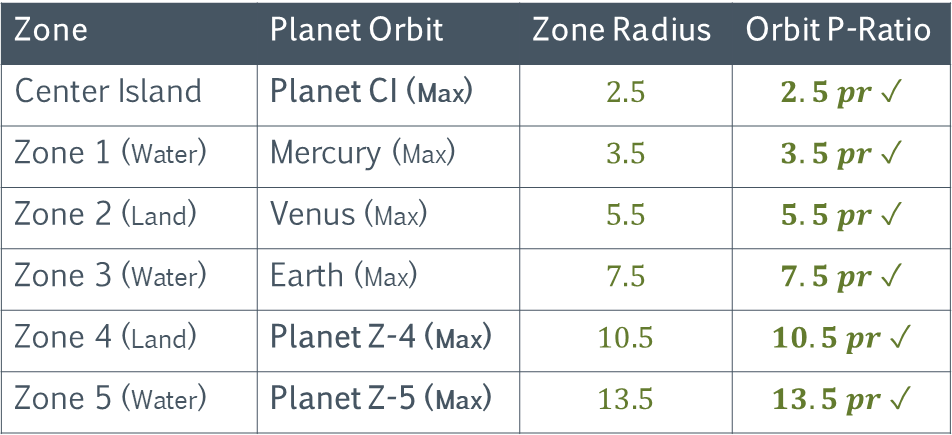 Zone Planet Orbit Zone Radius Orbit P-Ratio
Center Island Planet CI (Max) 2.5 2.5 pr ✓
Zone 1 (Water) Mercury (Max) 3.5 3.5 pr ✓
Zone 2 (Land) Venus (Max) 5.5 5.5 pr ✓
Zone 3 (Water) Earth (Max) 7.5 7.5 pr ✓
Zone 4 (Land) Planet Z-4 (Max) 10.5 10.5 pr ✓
Zone 5 (Water) Planet Z-5 (Max) 13.5 13.5 pr ✓